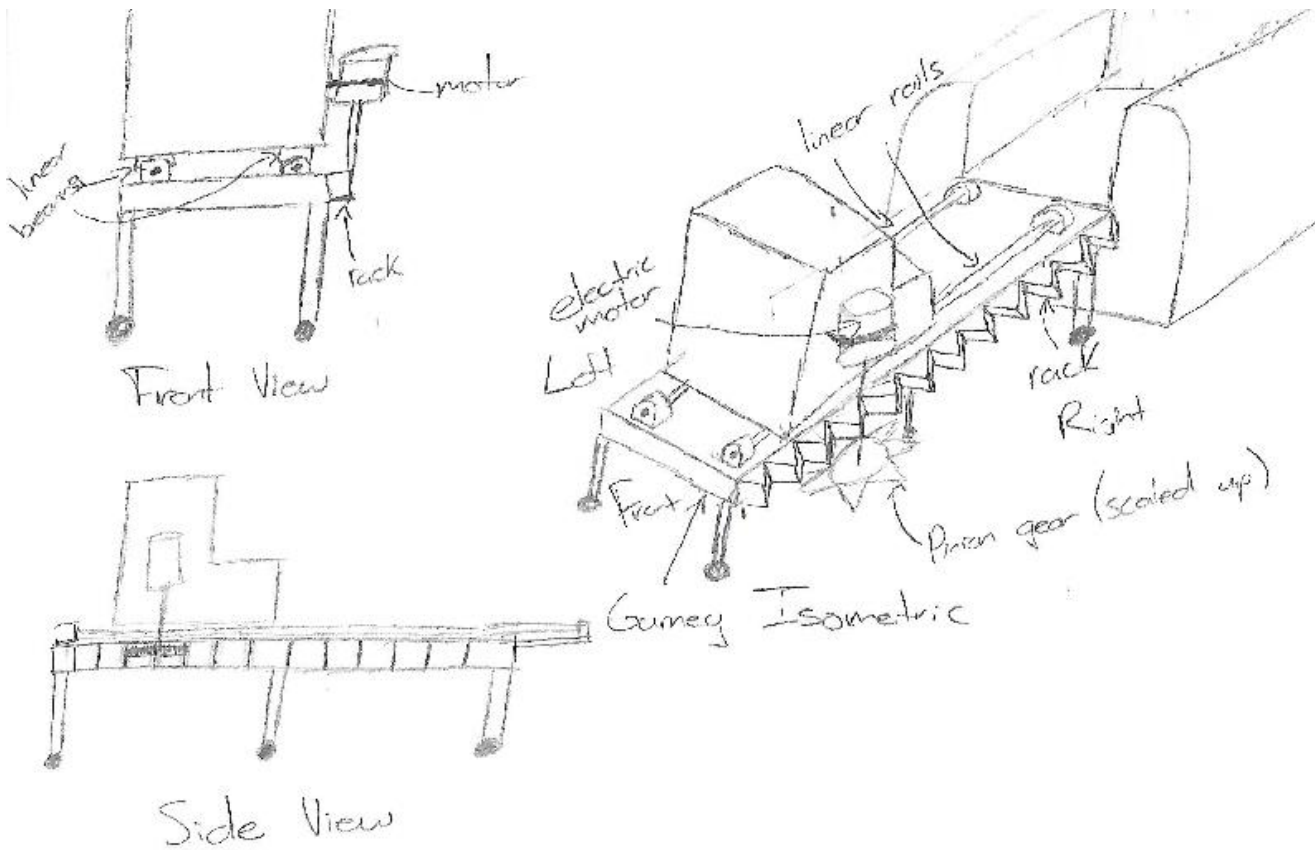 motor
linear
bearings
rack
Front View
linear rails
electric
motor
Left
rack
Right
Front
Pinion gear (scaled up)
Gurney Isometric
Side View